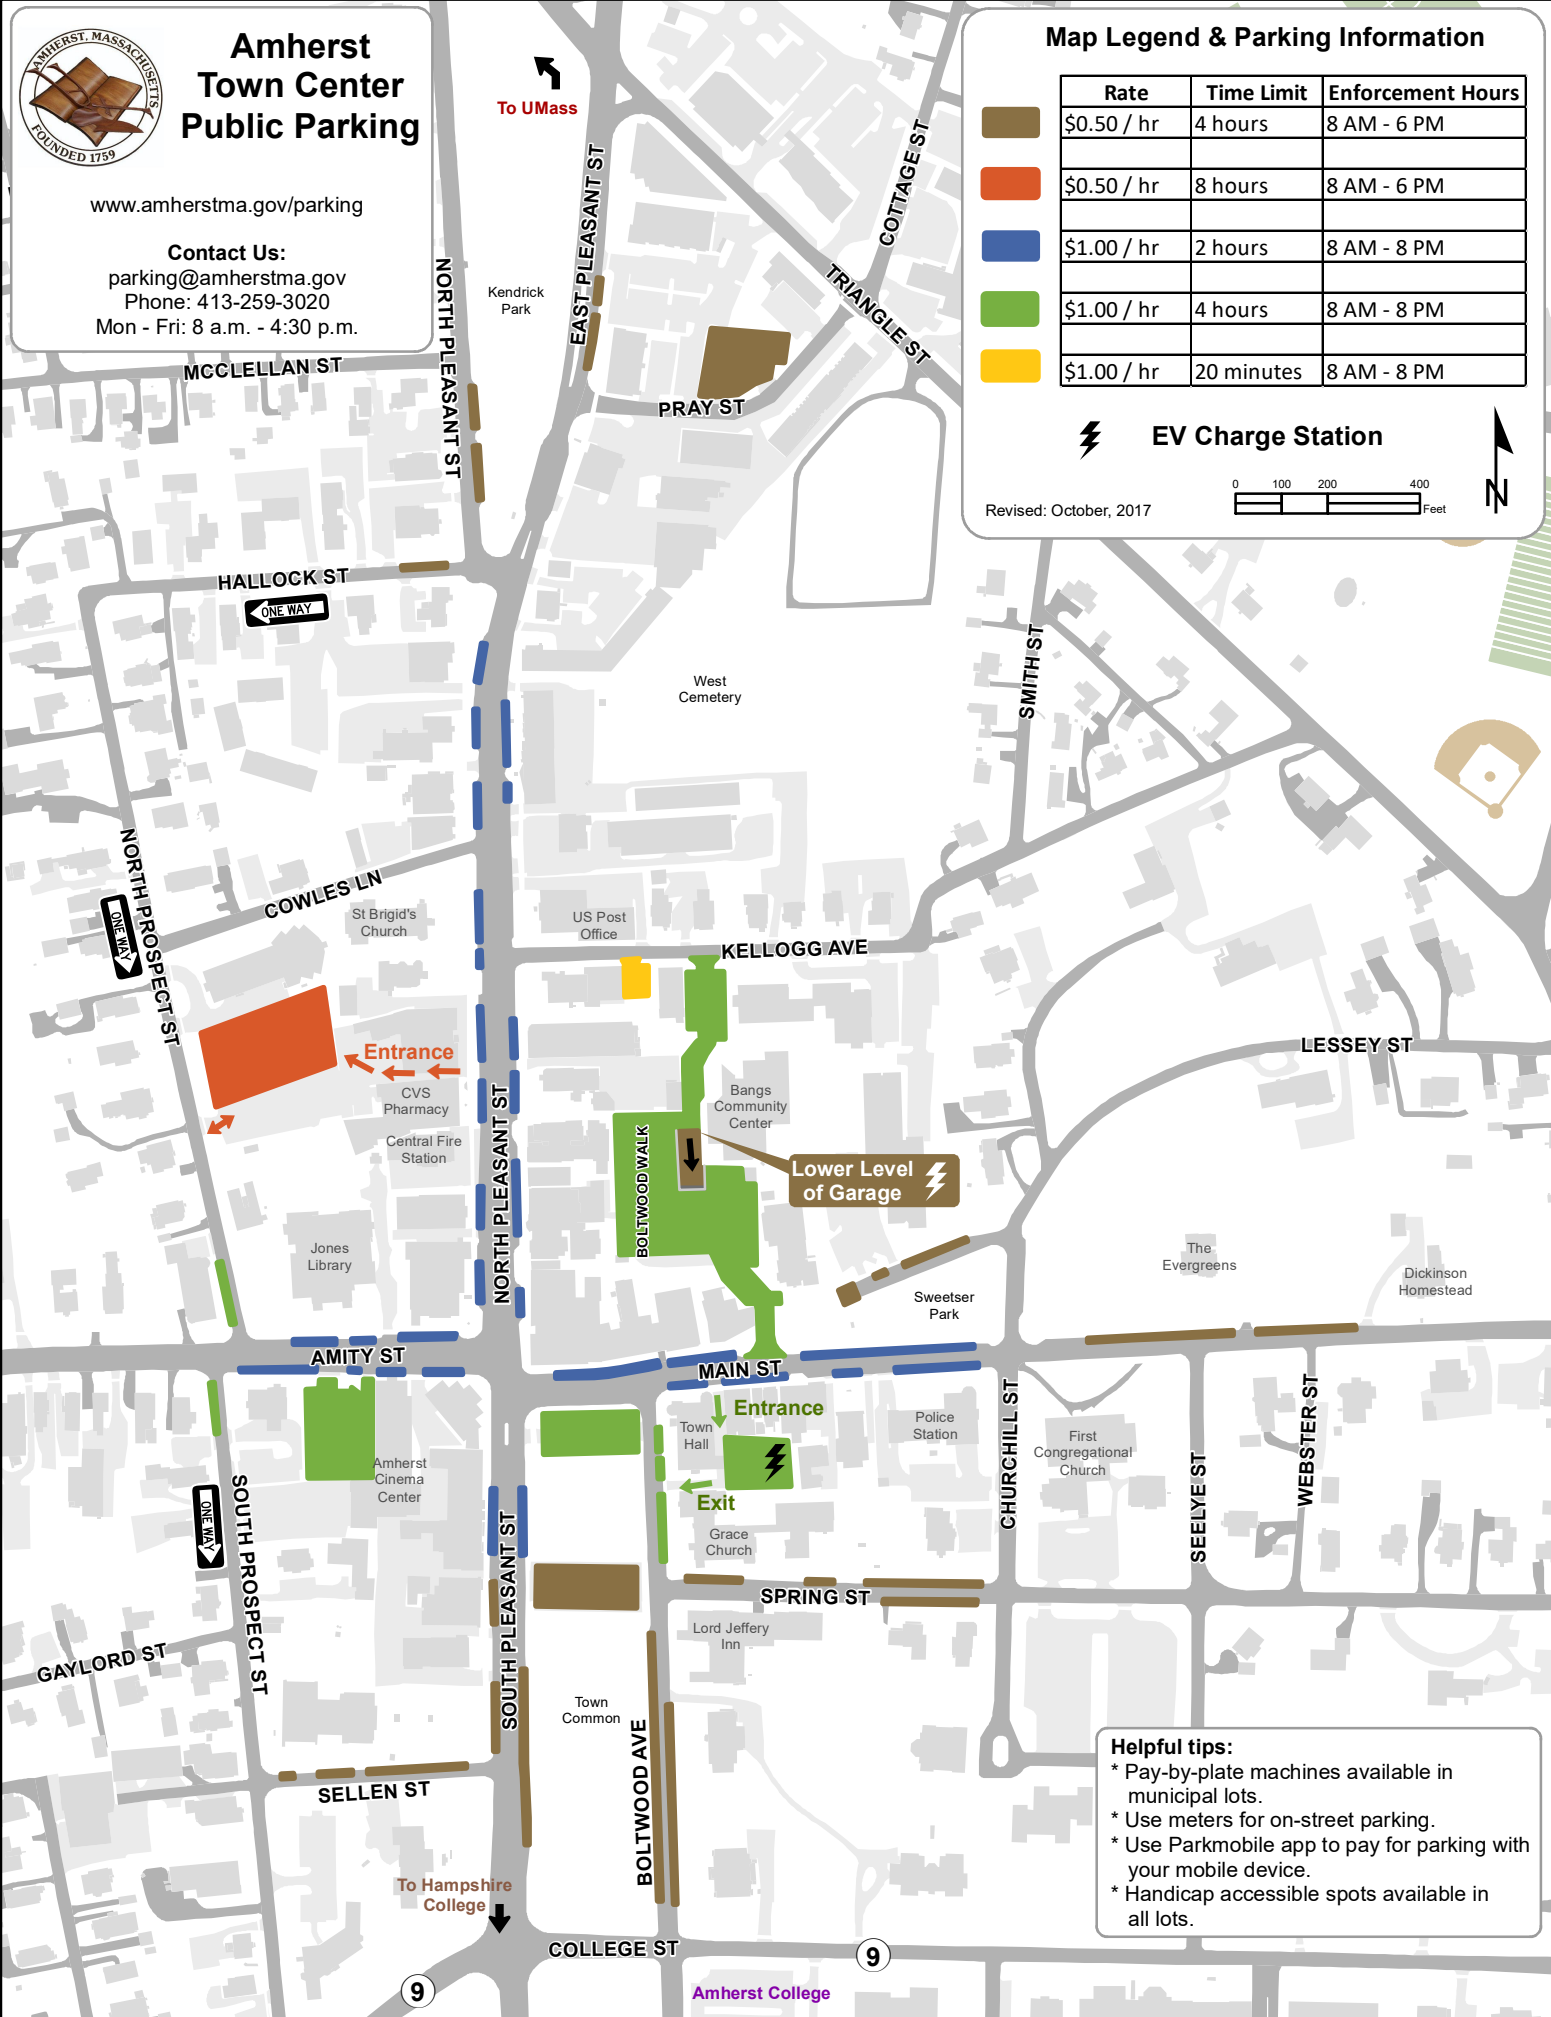 AMHERST, MASSACHUSETTS
FOUNDED 1759
Amherst
Town Center
Public Parking
www.amherstma.gov/parking
Contact Us:
parking@amherstma.gov
Phone: 413-259-3020
Mon - Fri: 8 a.m. - 4:30 p.m.
To UMass
Map Legend & Parking Information
Rate Time Limit Enforcement Hours
$0.50 / hr 4 hours 8 AM - 6 PM
$0.50 / hr 8 hours 8 AM - 6 PM
$1.00 / hr 2 hours 8 AM - 8 PM
$1.00 / hr 4 hours 8 AM - 8 PM
$1.00 / hr 20 minutes 8 AM - 8 PM
EV Charge Station
0 100 200 400
Feet
N
Revised: October, 2017
COTTAGE ST
EAST PLEASANT ST
NORTH PLEASANT ST
TRIANGLE ST
Kendrick
Park
MCCLELLAN ST
PRAY ST
HALLOCK ST
ONE WAY
West
Cemetery
SMITH ST
NORTH PROSPECT ST
ONE WAY
COWLES LN
St Brigid's
Church
US Post
Office
KELLOGG AVE
LESSEY ST
Entrance
CVS
Pharmacy
Central Fire
Station
NORTH PLEASANT ST
Bangs
Community
Center
BOLTWOOD WALK
Lower Level
of Garage
Jones
Library
Sweetser
Park
The
Evergreens
Dickinson
Homestead
AMITY ST
MAIN ST
Entrance
Town
Hall
Exit
Police
Station
First
Congregational
Church
CHURCHILL ST
SEELYE ST
WEBSTER ST
Amherst
Cinema
Center
ONE WAY
SOUTH PROSPECT ST
SOUTH PLEASANT ST
Grace
Church
SPRING ST
Lord Jeffery
Inn
GAYLORD ST
Town
Common
BOLTWOOD AVE
SELLEN ST
Helpful tips:
* Pay-by-plate machines available in
municipal lots.
* Use meters for on-street parking.
* Use Parkmobile app to pay for parking with
your mobile device.
* Handicap accessible spots available in
all lots.
To Hampshire
College
COLLEGE ST
9
9
Amherst College